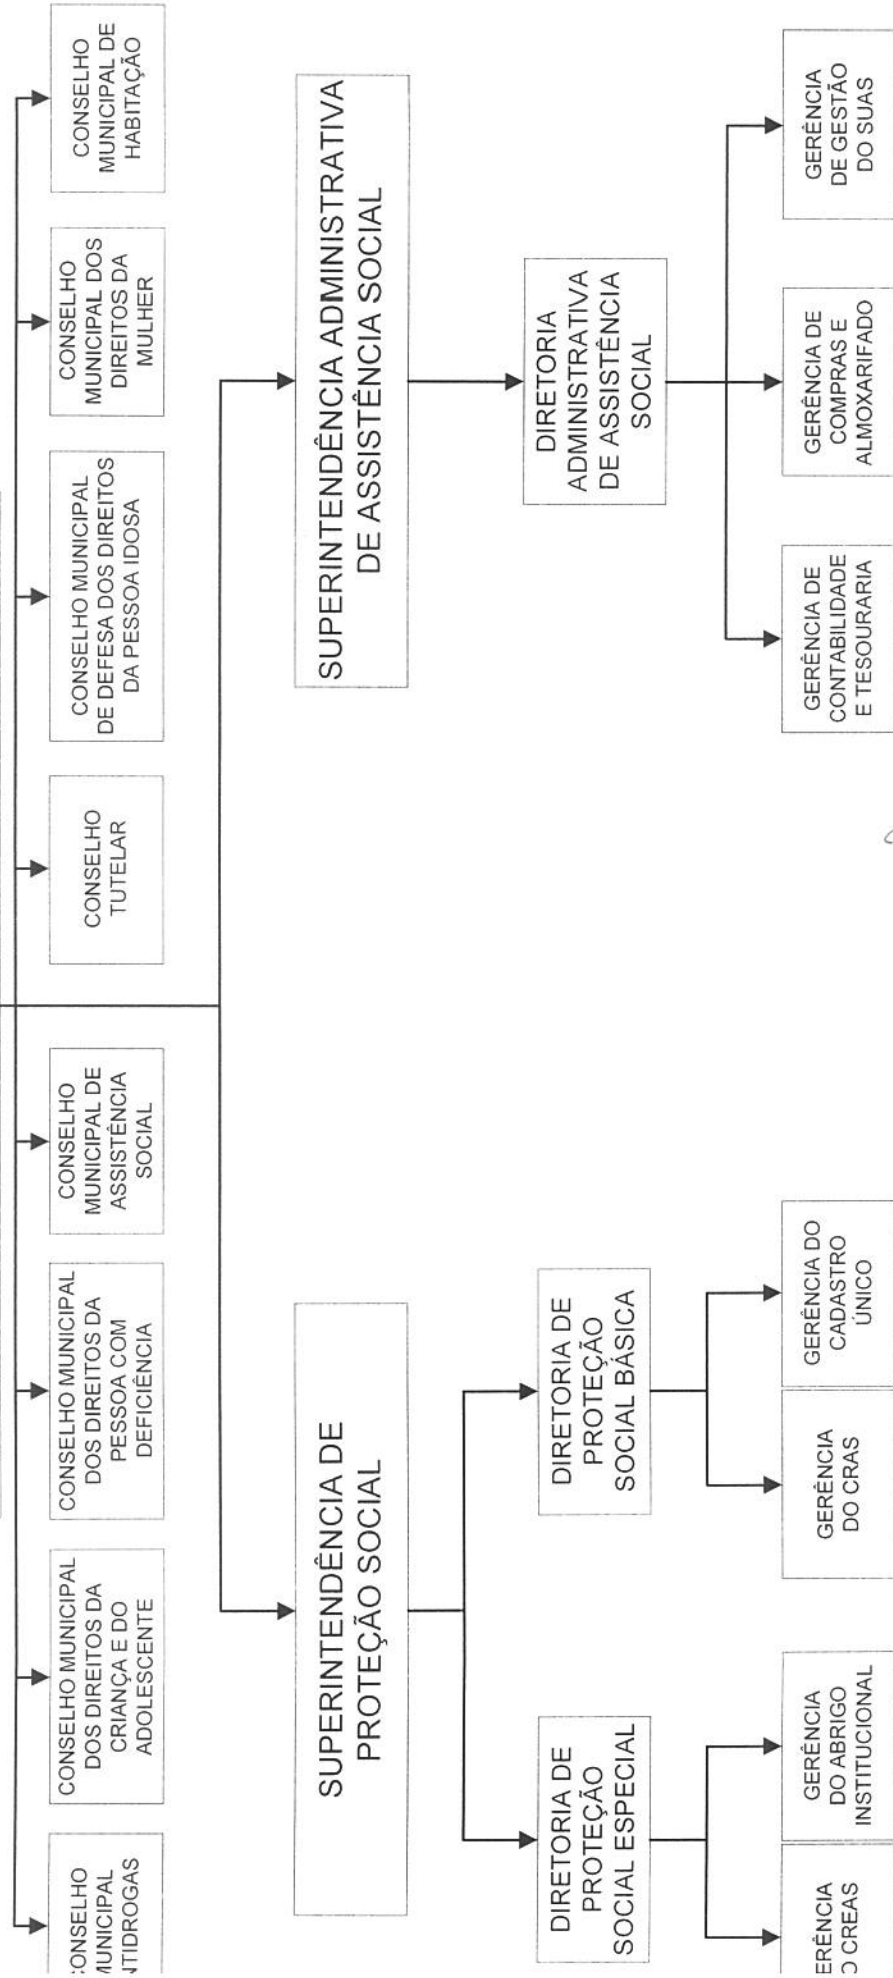 CONSELHO
MUNICIPAL
DOS DIREITOS DA
CRIANÇA E DO
ADOLESCENTE
CONSELHO MUNICIPAL
DOS DIREITOS DA
PESSOA COM
DEFICIÊNCIA
CONSELHO
MUNICIPAL DE
ASSISTÊNCIA
SOCIAL
CONSELHO
TUTELAR
CONSELHO MUNICIPAL
DE DEFESA DOS DIREITOS
DA PESSOA IDOSA
CONSELHO
MUNICIPAL DOS
DIREITOS DA
MULHER
CONSELHO
MUNICIPAL DE
HABITAÇÃO
SUPERINTENDÊNCIA DE
PROTEÇÃO SOCIAL
SUPERINTENDÊNCIA ADMINISTRATIVA
DE ASSISTÊNCIA SOCIAL
DIRETORIA DE
PROTEÇÃO
SOCIAL ESPECIAL
DIRETORIA DE
PROTEÇÃO
SOCIAL BÁSICA
DIRETORIA
ADMINISTRATIVA
DE ASSISTÊNCIA
SOCIAL
ERÊNCIA
O CREAS
GERÊNCIA
DO ABRIGO
INSTITUCIONAL
GERÊNCIA
DO CRAS
GERÊNCIA DO
CADASTRO
ÚNICO
GERÊNCIA DE
CONTABILIDADE
E TESOURARIA
GERÊNCIA DE
COMPRAS E
ALMOXARIFADO
GERÊNCIA
DE GESTÃO
DO SUAS